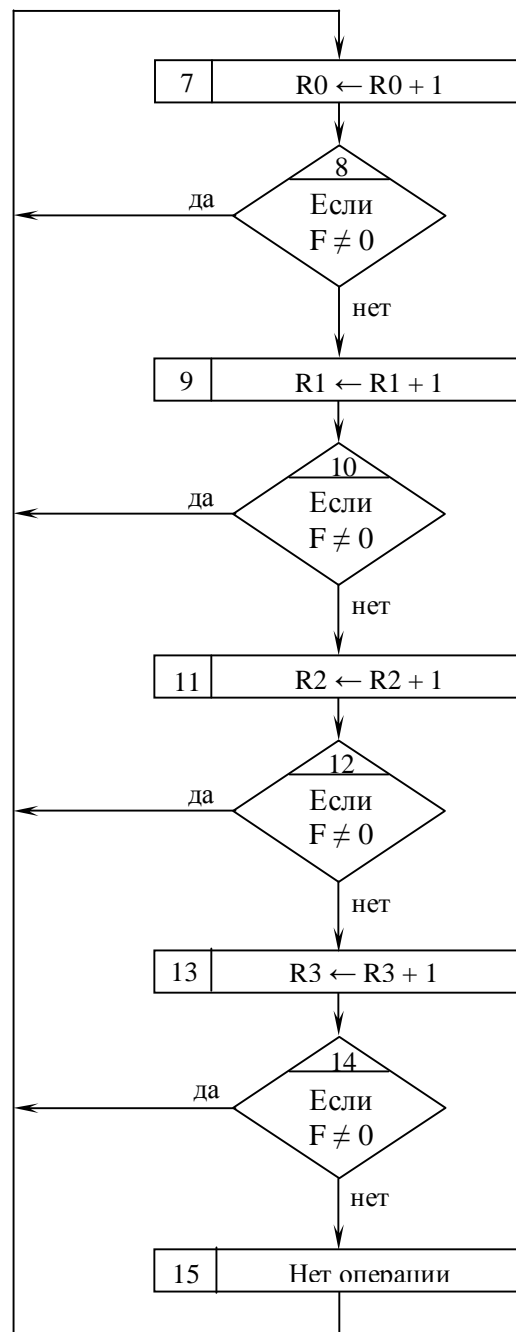 7 R0 ← R0 + 1
8
да
Если
F ≠ 0
нет
9 R1 ← R1 + 1
10
да
Если
F ≠ 0
нет
11 R2 ← R2 + 1
12
да
Если
F ≠ 0
нет
13 R3 ← R3 + 1
14
да
Если
F ≠ 0
нет
15 Нет операции